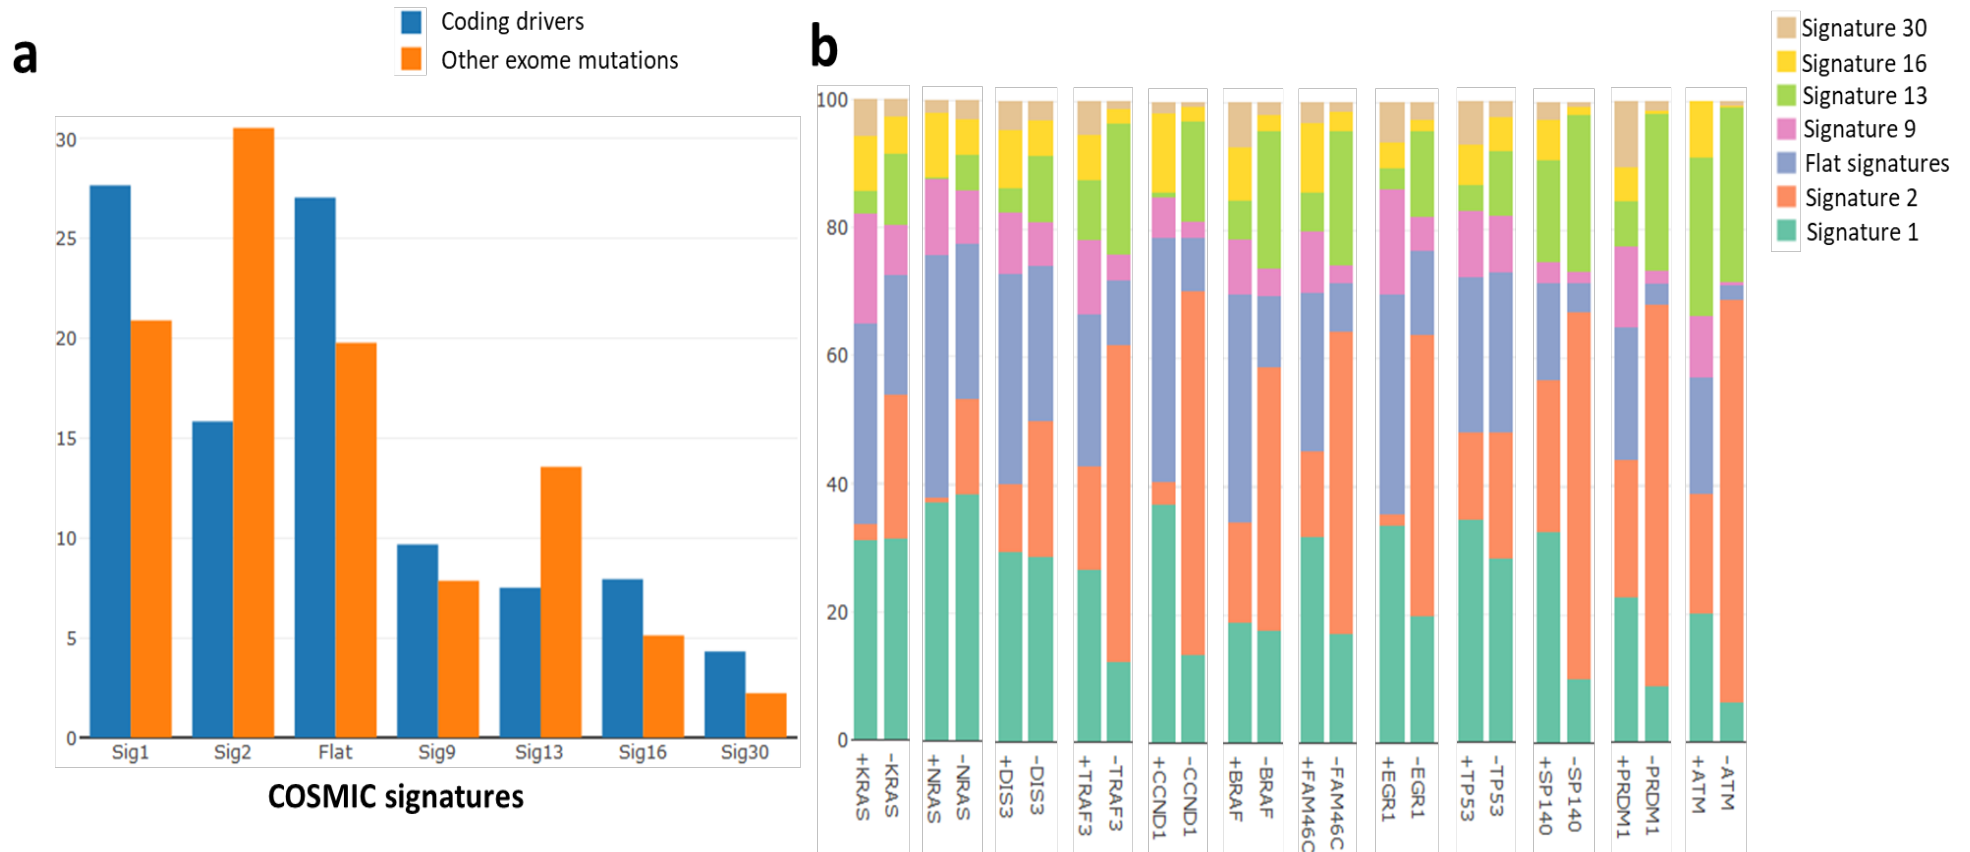 a
Coding drivers
Other exome mutations
30
25
20
15
10
5
0
Sig1 Sig2 Flat Sig9 Sig13 Sig16 Sig30
COSMIC signatures
b
Signature 30
Signature 16
Signature 13
Signature 9
Flat signatures
Signature 2
Signature 1
100
80
60
40
20
0
+KRAS
−KRAS
+NRAS
−NRAS
+DIS3
−DIS3
+TRAF3
−TRAF3
+CCND1
−CCND1
+BRAF
−BRAF
+FAM46C
−FAM46C
+EGR1
−EGR1
+TP53
−TP53
+SP140
−SP140
+PRDM1
−PRDM1
+ATM
−ATM